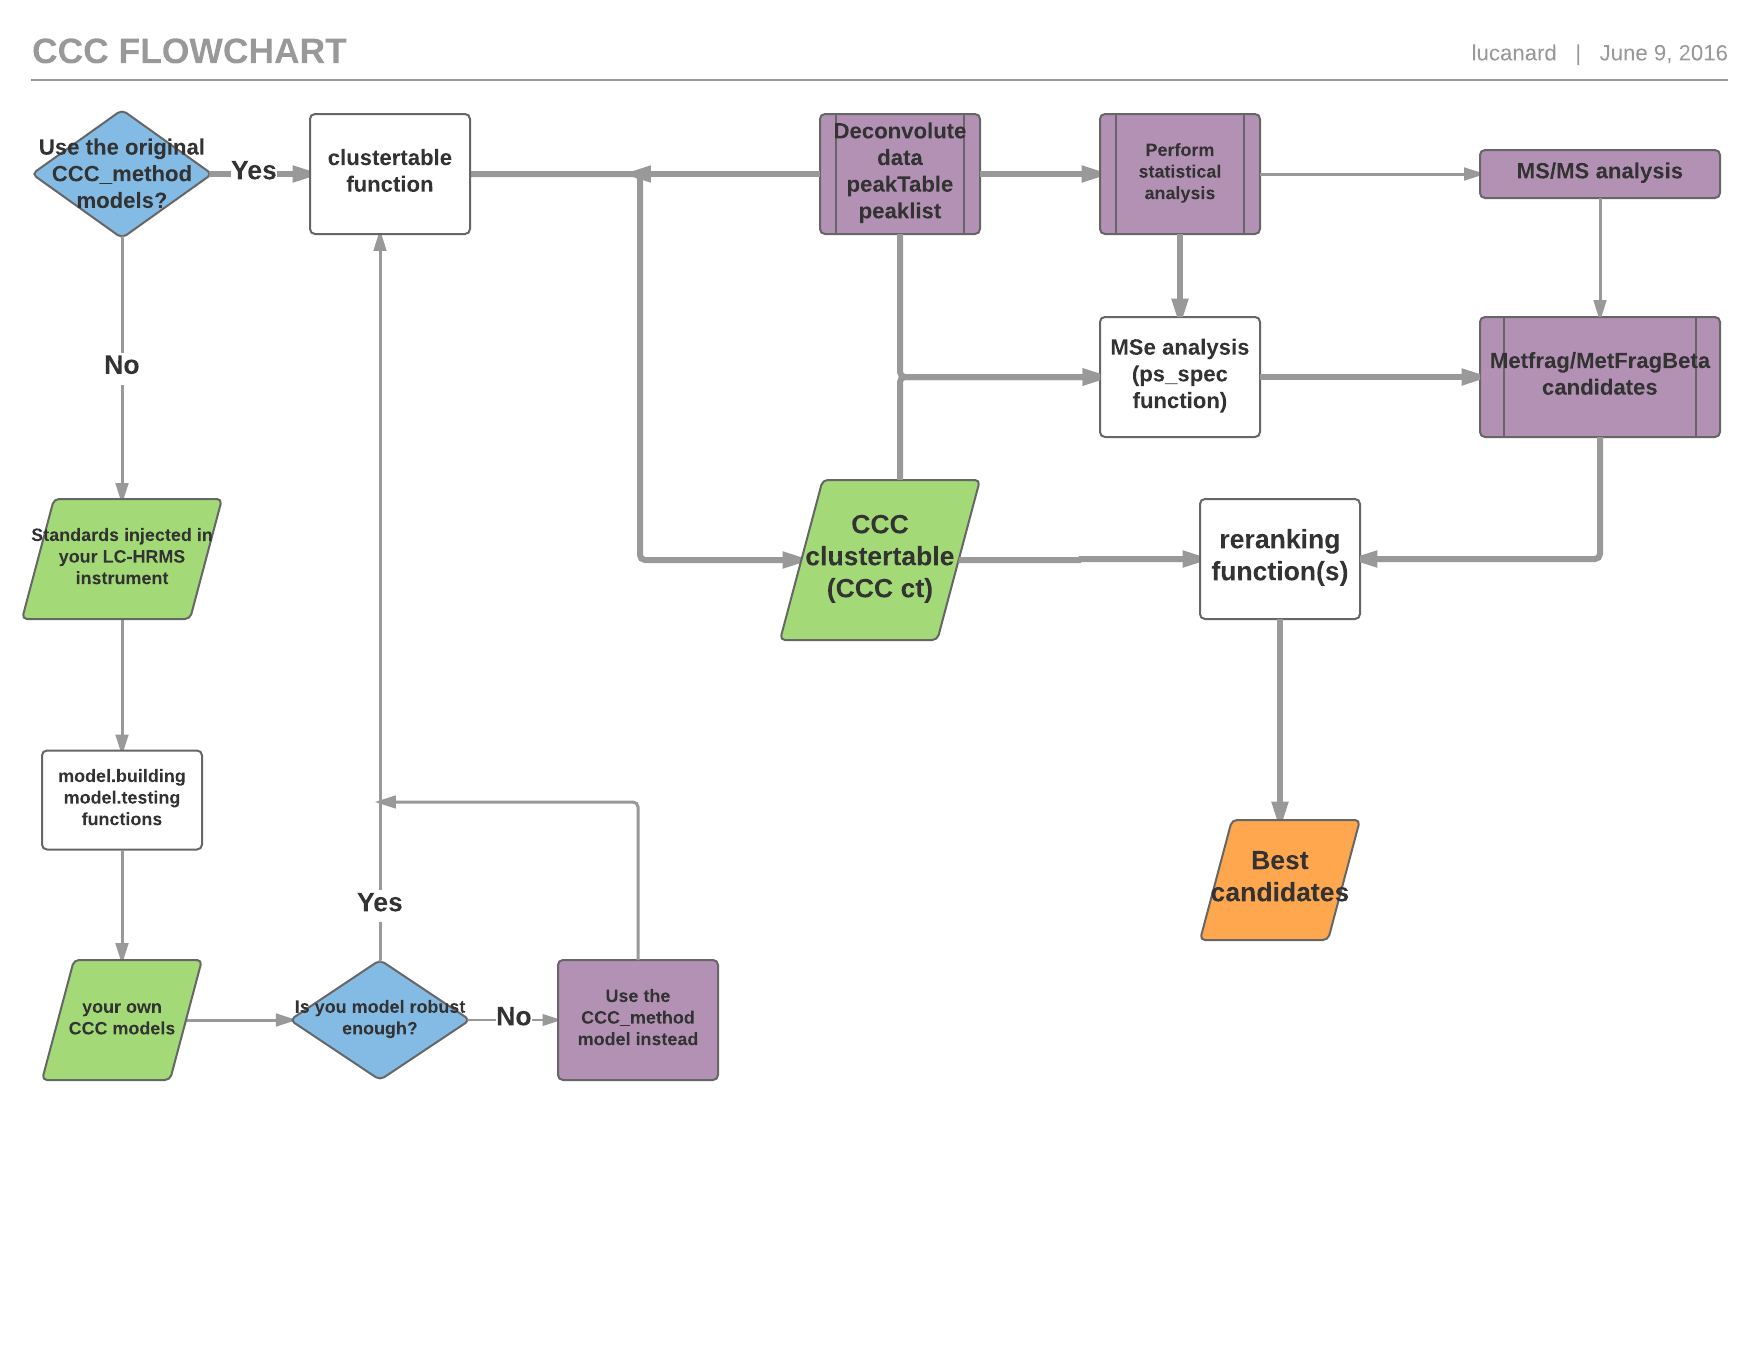 CCC FLOWCHART
lucanard | June 9, 2016
Use the original
CCC_method
models?
Yes
clustertable
function
Deconvolute
data
peakTable
peaklist
Perform
statistical
analysis
MS/MS analysis
No
MSe analysis
(ps_spec
function)
Metfrag/MetFragBeta
candidates
Standards injected in
your LC-HRMS
instrument
CCC
clustertable
(CCC ct)
reranking
function(s)
model.building
model.testing
functions
Yes
Best
candidates
your own
CCC models
Is you model robust
enough?
No
Use the
CCC_method
model instead